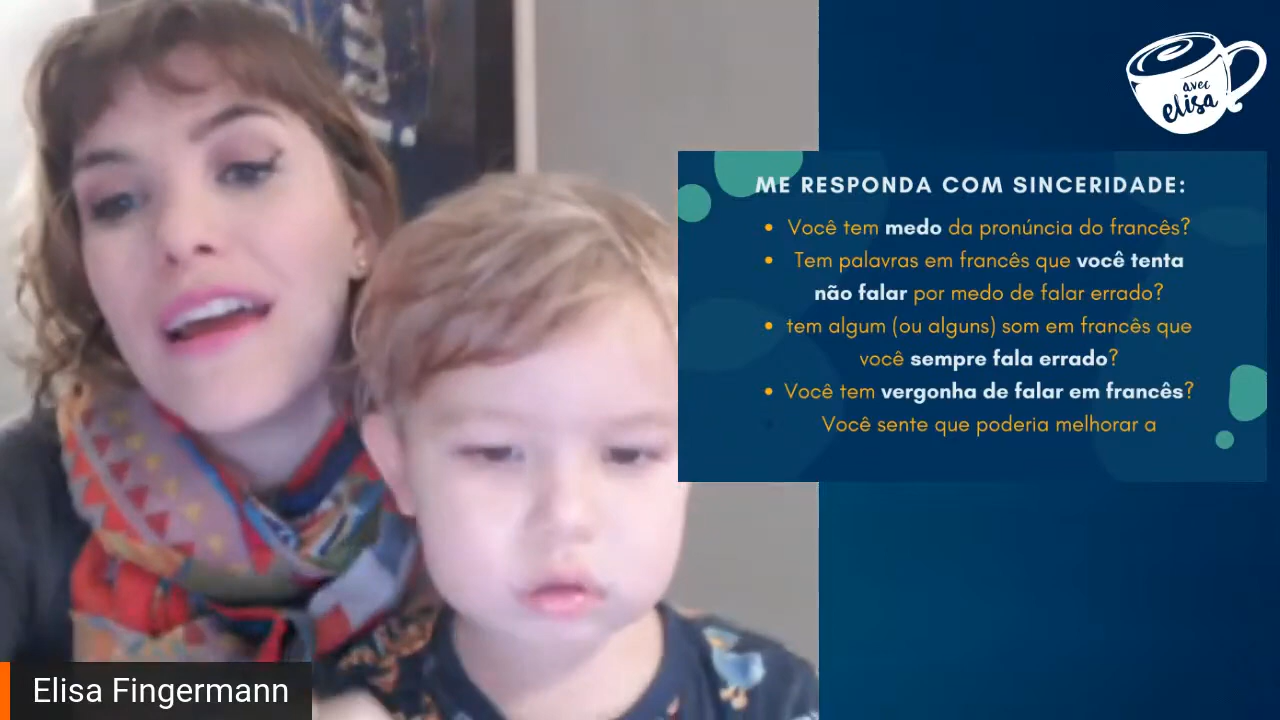 avec
elisa
ME RESPONDA COM SINCERIDADE:
• Você tem medo da pronúncia do francês?
• Tem palavras em francês que você tenta
não falar por medo de falar errado?
• tem algum (ou alguns) som em francês que
você sempre fala errado?
• Você tem vergonha de falar em francês?
Você sente que poderia melhorar a
Elisa Fingermann